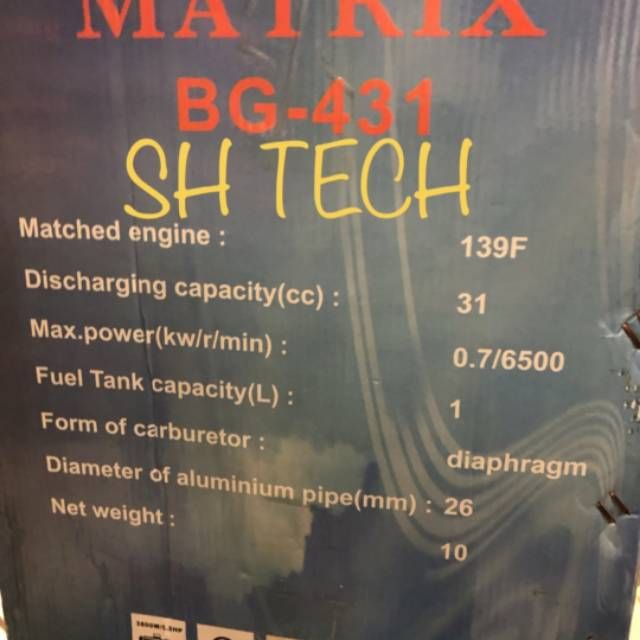 MATRIX
BG-431
SH TECH
Matched engine : 139F
Discharging capacity(cc) : 31
Max.power(kw/r/min) : 0.7/6500
Fuel Tank capacity(L) : 1
Form of carburetor : diaphragm
Diameter of aluminium pipe(mm) : 26
Net weight : 10